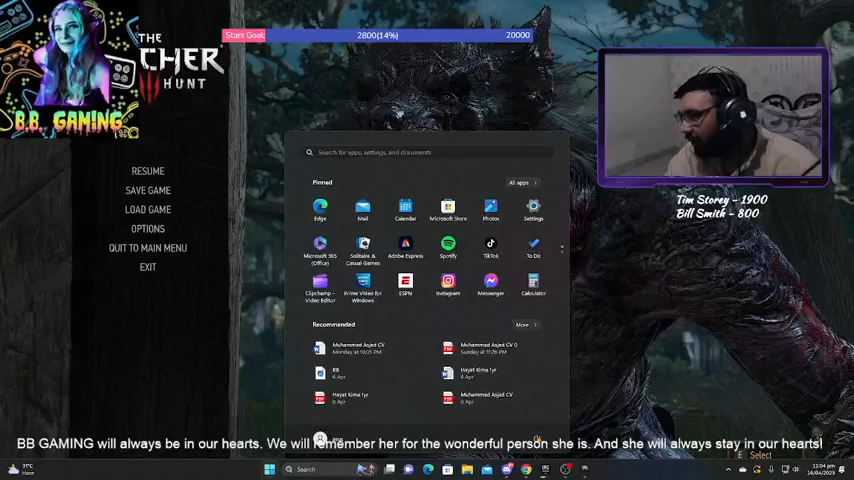 THE
CHER
HUNT
B.B. GAMING
Stars Goal:
2800(14%)
20000
RESUME
SAVE GAME
LOAD GAME
OPTIONS
QUIT TO MAIN MENU
EXIT
Search for apps, settings, and documents
Pinned
All apps
Edge
Mail
Calendar
Microsoft Store
Photos
Settings
Microsoft 365 (Office)
Solitaire & Casual Games
Adobe Express
Spotify
TikTok
To Do
Clipchamp – Video Editor
Prime Video for Windows
ESPN
Instagram
Messenger
Calculator
Tim Storey - 1900
Bill Smith - 800
Recommended
More
Muhammad Asjad CV
Monday at 10:05 PM
Muhammad Asjad CV 0
Sunday at 11:26 PM
BB
6 Apr
Hayat Kima 1yr
Hayat Kima 1yr
Muhammad Asjad CV
BB GAMING will always be in our hearts. We will remember her for the wonderful person she is. And she will always stay in our hearts!
E Select
31°C
Haze
Search
11:04 pm
16/04/2023